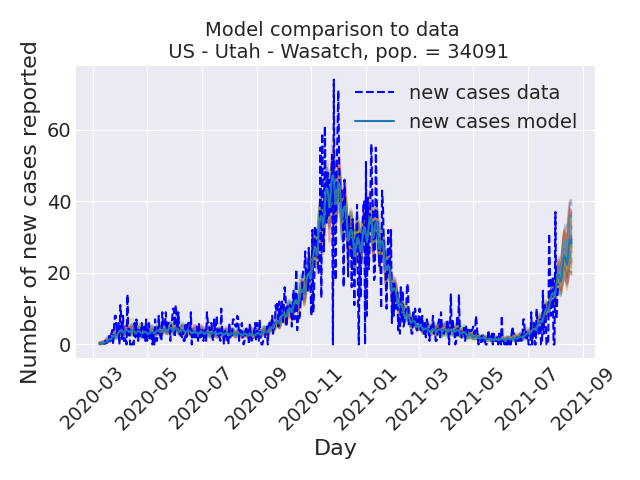 Model comparison to data
US - Utah - Wasatch, pop. = 34091
Number of new cases reported
60
40
20
0
new cases data
new cases model
2020-03
2020-05
2020-07
2020-09
2020-11
2021-01
2021-03
2021-05
2021-07
2021-09
Day